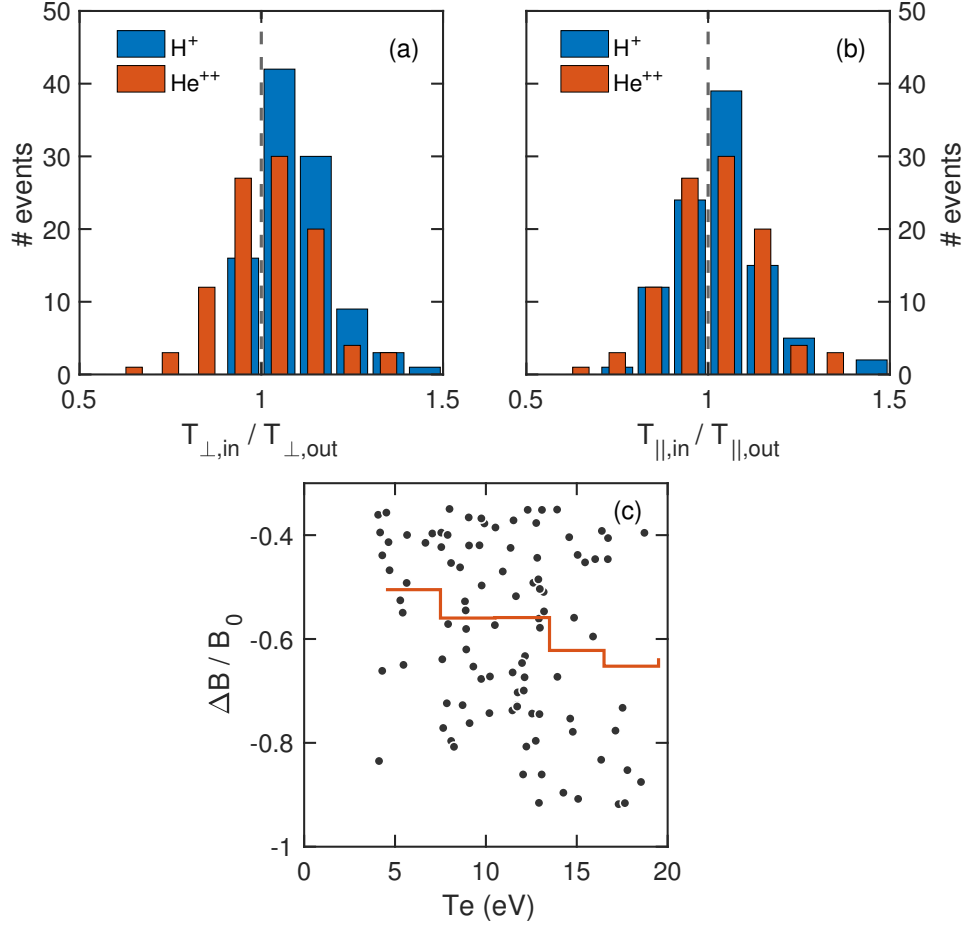 50
40
30
20
10
0
# events
H+
He++
(a)
0.5
1
1.5
T⊥,in / T⊥,out
50
40
30
20
10
0
# events
H+
He++
(b)
0.5
1
1.5
T||,in / T||,out
(c)
-0.4
-0.6
-0.8
-1
ΔB / B0
0
5
10
15
20
Te (eV)